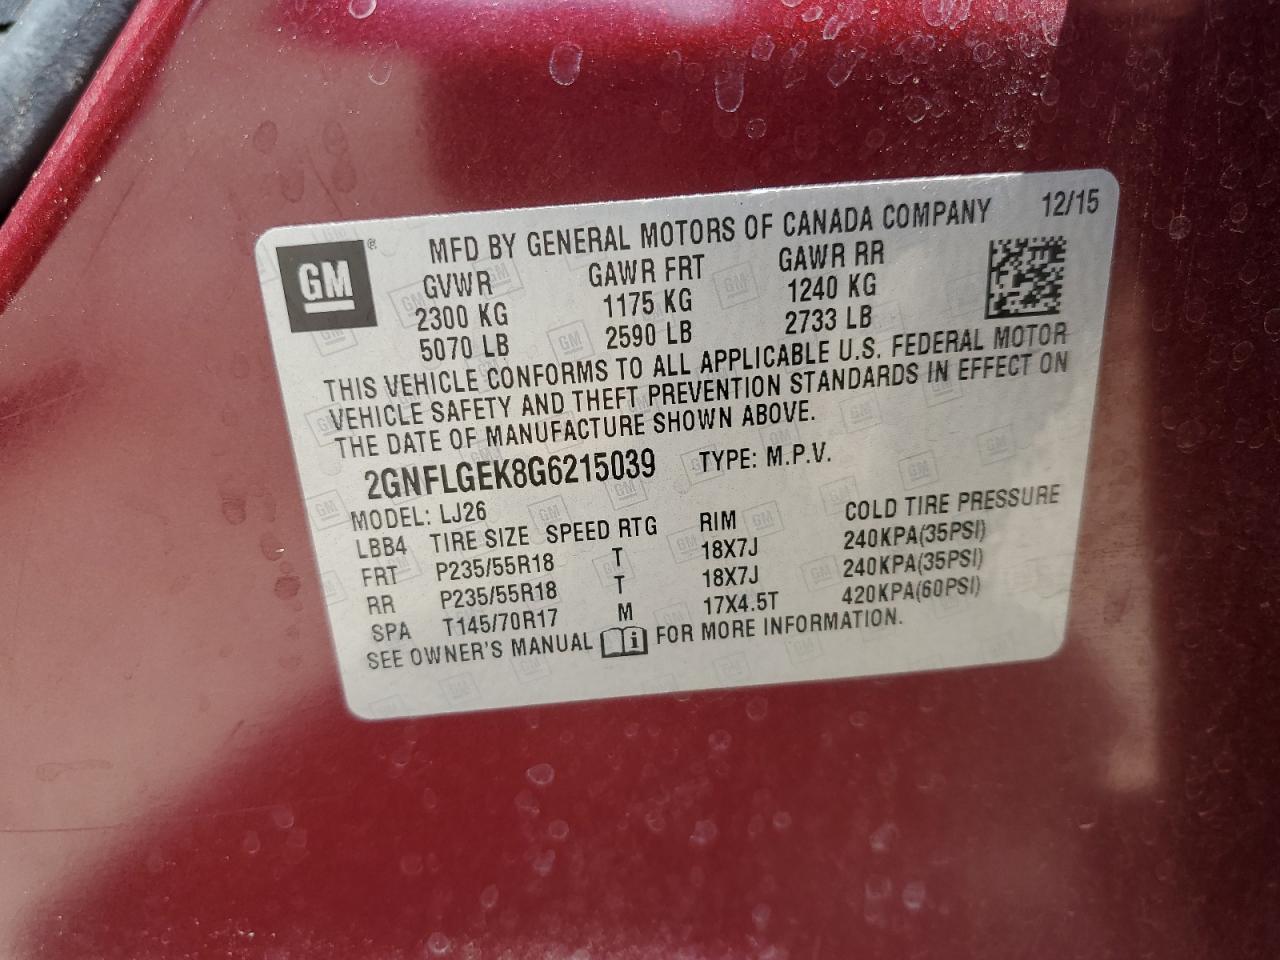 12/15
GM ® MFD BY GENERAL MOTORS OF CANADA COMPANY
GVWR GAWR FRT GAWR RR
2300 KG 1175 KG 1240 KG
5070 LB 2590 LB 2733 LB
THIS VEHICLE CONFORMS TO ALL APPLICABLE U.S. FEDERAL MOTOR
VEHICLE SAFETY AND THEFT PREVENTION STANDARDS IN EFFECT ON
THE DATE OF MANUFACTURE SHOWN ABOVE.
2GNFLGEK8G6215039 TYPE: M.P.V.
MODEL: LJ26
LBB4 TIRE SIZE SPEED RTG RIM COLD TIRE PRESSURE
FRT P235/55R18 T 18X7J 240KPA(35PSI)
RR P235/55R18 T 18X7J 240KPA(35PSI)
SPA T145/70R17 M 17X4.5T 420KPA(60PSI)
SEE OWNER'S MANUAL i FOR MORE INFORMATION.